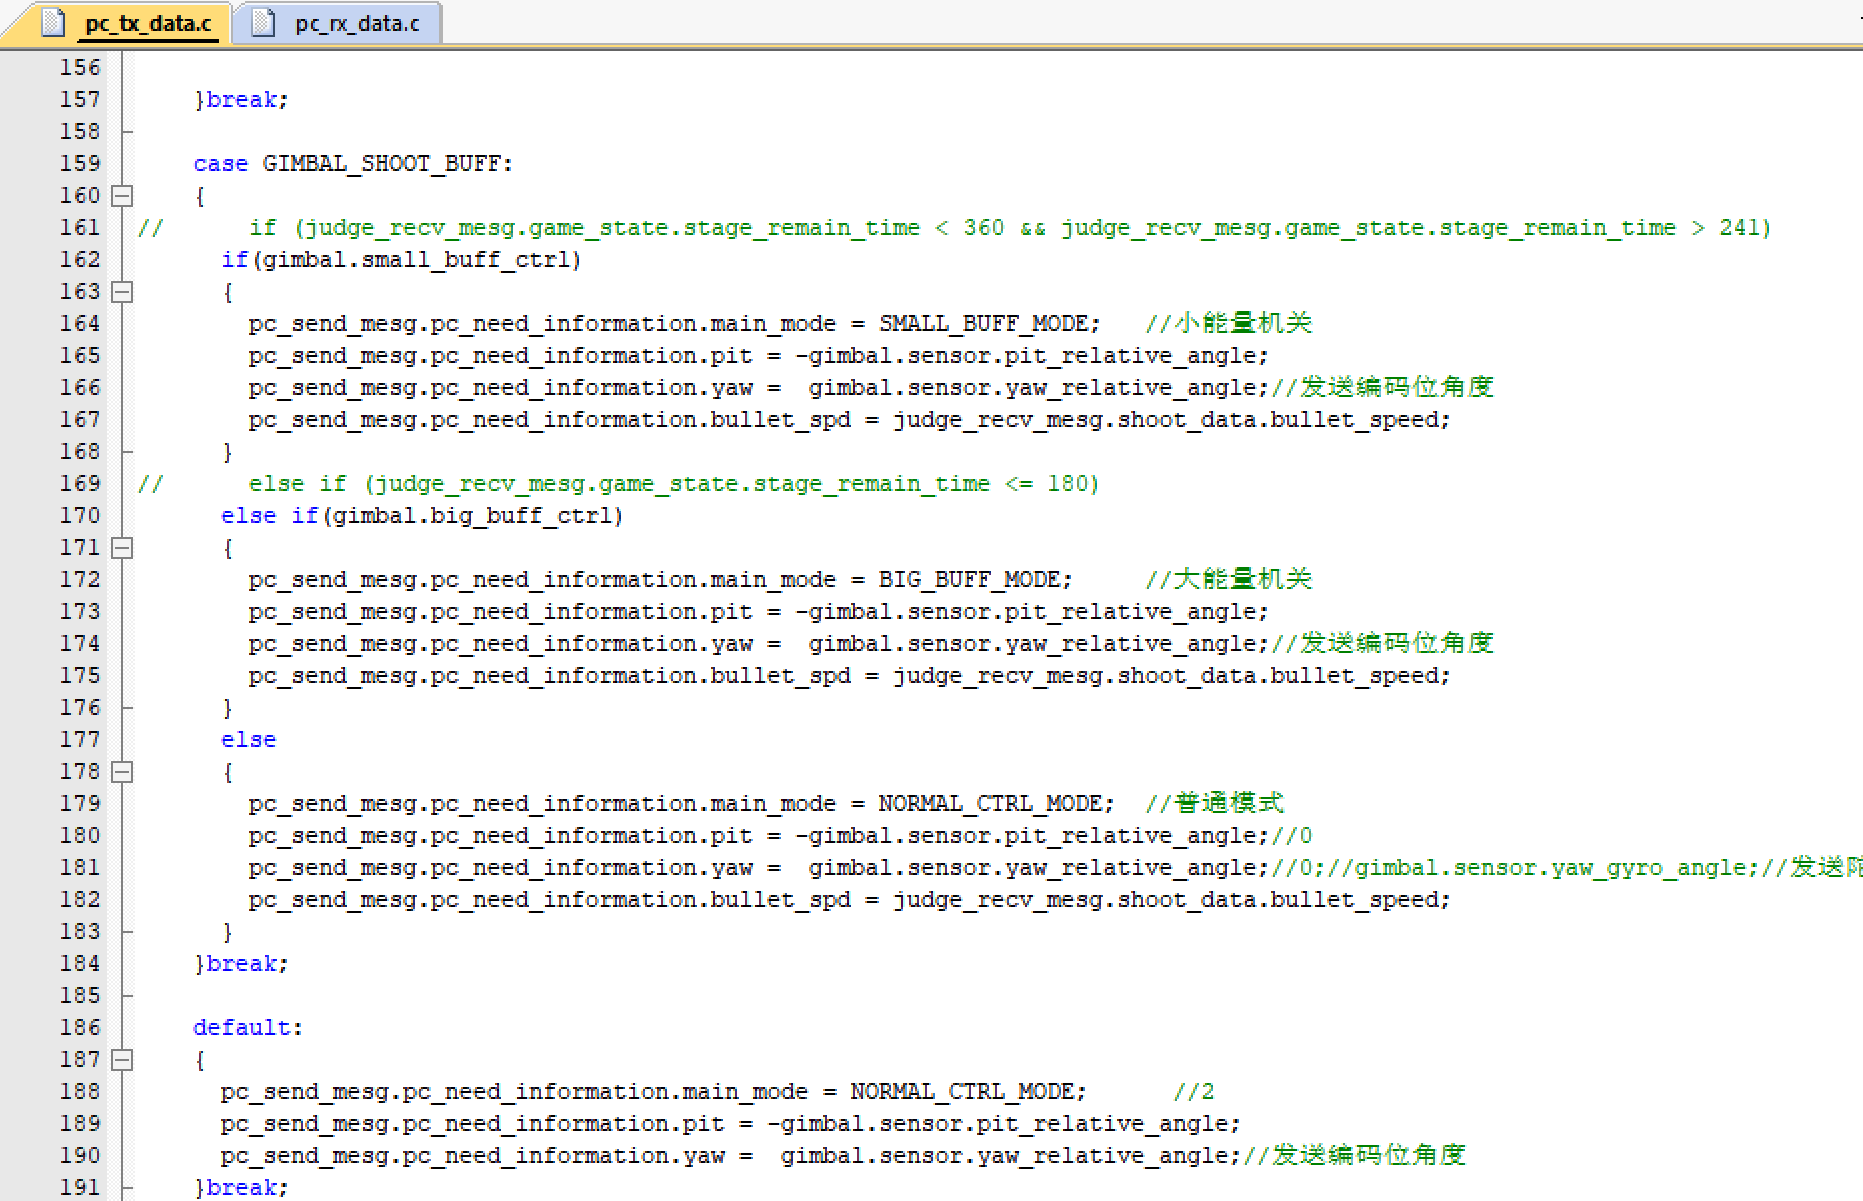 pc_tx_data.c pc_rx_data.c
156
157 }break;
158
159 case GIMBAL_SHOOT_BUFF:
160 {
161 // if (judge_recv_mesg.game_state.stage_remain_time < 360 && judge_recv_mesg.game_state.stage_remain_time > 241)
162 if(gimbal.small_buff_ctrl)
163 {
164 pc_send_mesg.pc_need_information.main_mode = SMALL_BUFF_MODE; //小能量机关
165 pc_send_mesg.pc_need_information.pit = -gimbal.sensor.pit_relative_angle;
166 pc_send_mesg.pc_need_information.yaw = gimbal.sensor.yaw_relative_angle;//发送编码位角度
167 pc_send_mesg.pc_need_information.bullet_spd = judge_recv_mesg.shoot_data.bullet_speed;
168 }
169 // else if (judge_recv_mesg.game_state.stage_remain_time <= 180)
170 else if(gimbal.big_buff_ctrl)
171 {
172 pc_send_mesg.pc_need_information.main_mode = BIG_BUFF_MODE; //大能量机关
173 pc_send_mesg.pc_need_information.pit = -gimbal.sensor.pit_relative_angle;
174 pc_send_mesg.pc_need_information.yaw = gimbal.sensor.yaw_relative_angle;//发送编码位角度
175 pc_send_mesg.pc_need_information.bullet_spd = judge_recv_mesg.shoot_data.bullet_speed;
176 }
177 else
178 {
179 pc_send_mesg.pc_need_information.main_mode = NORMAL_CTRL_MODE; //普通模式
180 pc_send_mesg.pc_need_information.pit = -gimbal.sensor.pit_relative_angle;//0
181 pc_send_mesg.pc_need_information.yaw = gimbal.sensor.yaw_relative_angle;//0;//gimbal.sensor.yaw_gyro_angle;//发送
182 pc_send_mesg.pc_need_information.bullet_spd = judge_recv_mesg.shoot_data.bullet_speed;
183 }
184 }break;
185
186 default:
187 {
188 pc_send_mesg.pc_need_information.main_mode = NORMAL_CTRL_MODE; //2
189 pc_send_mesg.pc_need_information.pit = -gimbal.sensor.pit_relative_angle;
190 pc_send_mesg.pc_need_information.yaw = gimbal.sensor.yaw_relative_angle;//发送编码位角度
191 }break;